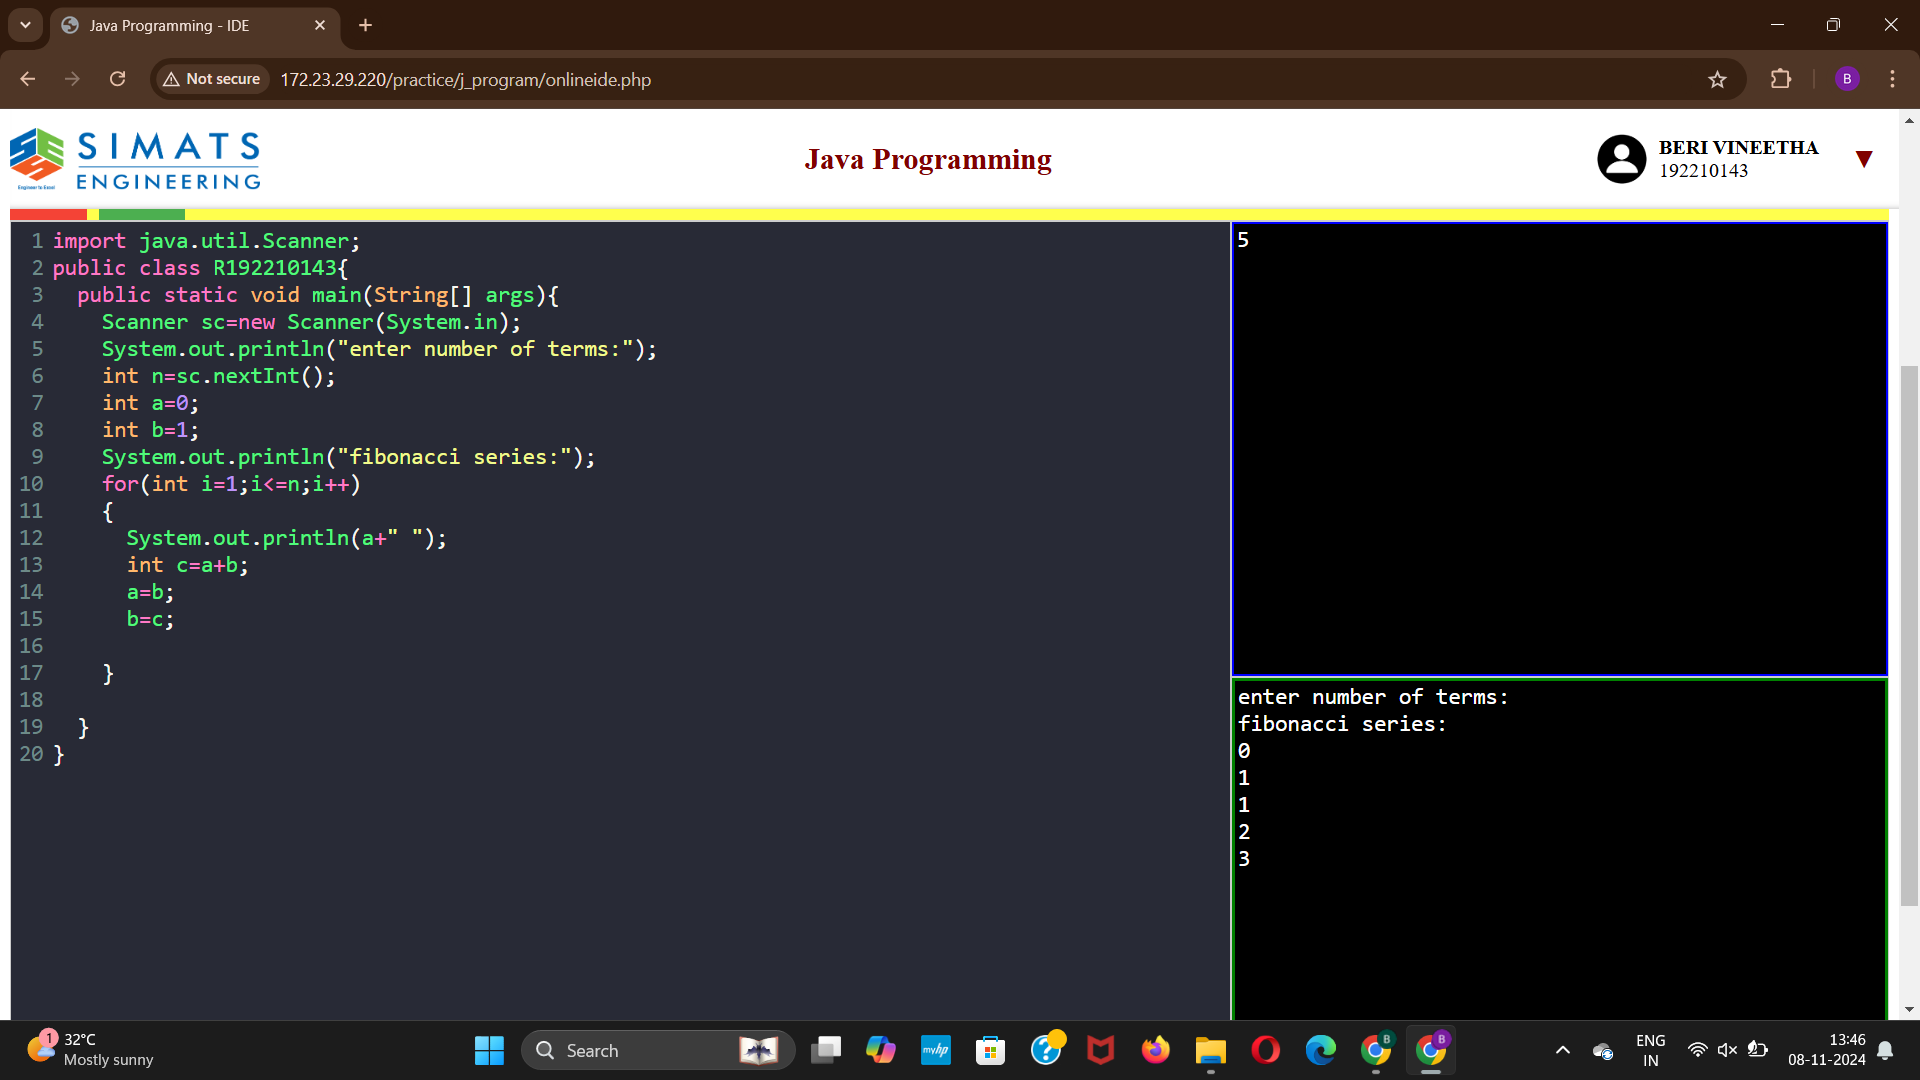 Java Programming - IDE
Not secure
172.23.29.220/practice/j_program/onlineide.php
B
SIMATS
ENGINEERING
Engineer to Excel
Java Programming
BERI VINEETHA
192210143
1 import java.util.Scanner;
2 public class R192210143{
3   public static void main(String[] args){
4     Scanner sc=new Scanner(System.in);
5     System.out.println("enter number of terms:");
6     int n=sc.nextInt();
7     int a=0;
8     int b=1;
9     System.out.println("fibonacci series:");
10     for(int i=1;i<=n;i++)
11     {
12       System.out.println(a+" ");
13       int c=a+b;
14       a=b;
15       b=c;
16
17     }
18
19   }
20 }
5
enter number of terms:
fibonacci series:
0
1
1
2
3
1
32°C
Mostly sunny
Search
myhp
B
B
ENG
IN
13:46
08-11-2024